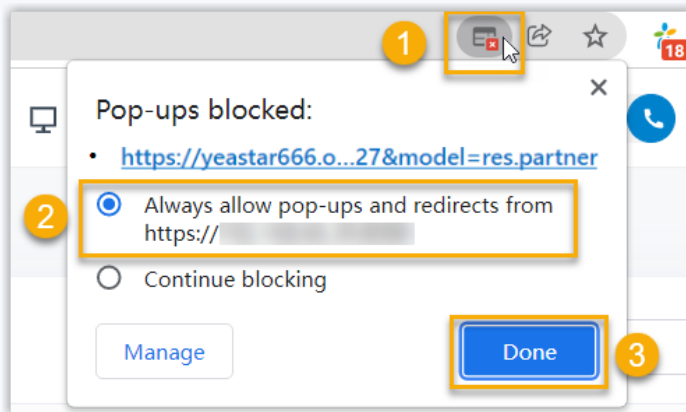 1
18
Pop-ups blocked:
• https://yeastar666.o...27&model=res.partner
2
Always allow pop-ups and redirects from
https://
Continue blocking
Manage
Done
3